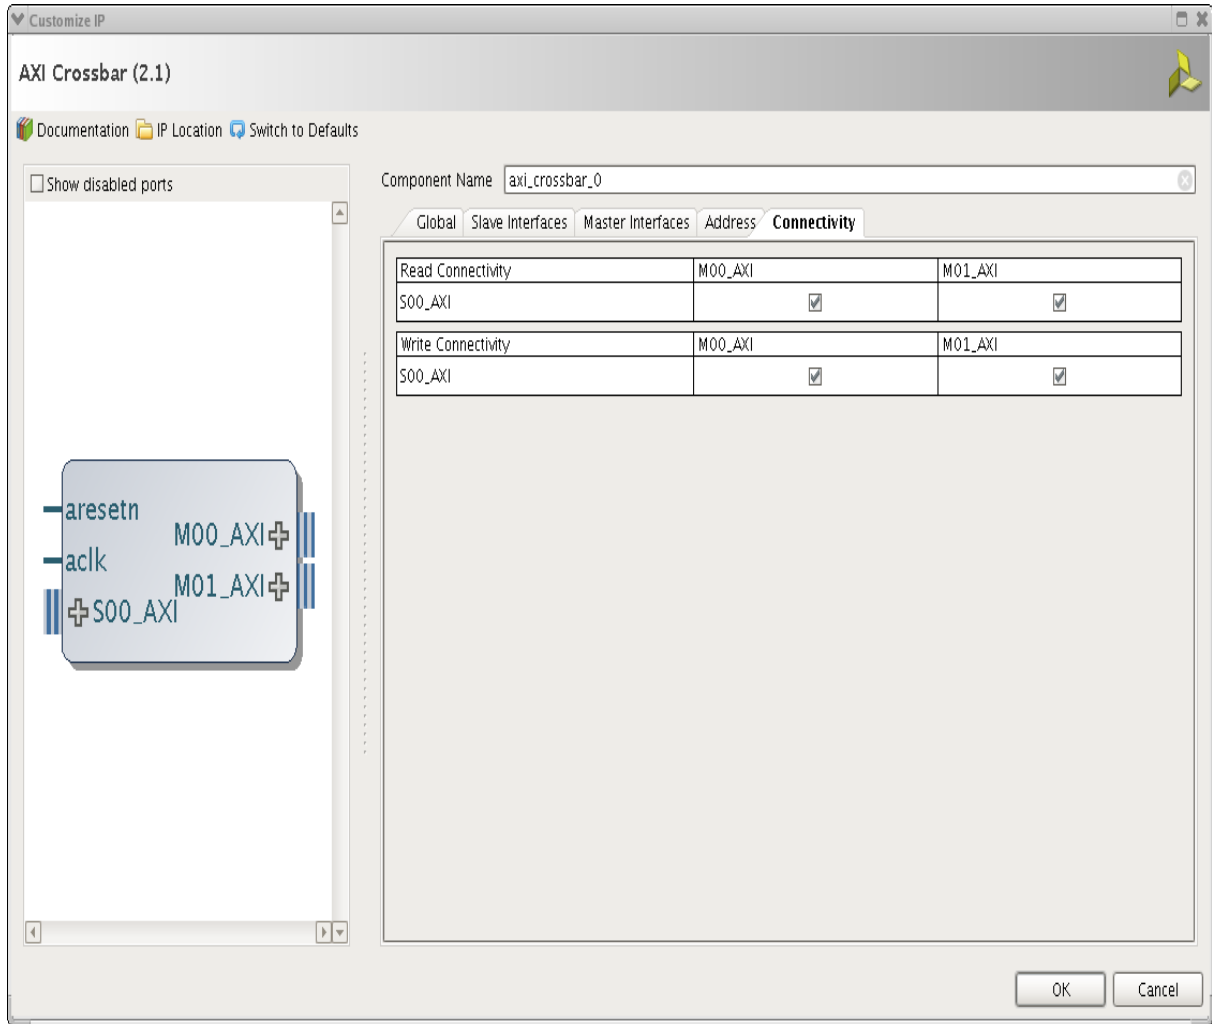 Customize IP
AXI Crossbar (2.1)
Documentation IP Location Switch to Defaults
Show disabled ports
aresetn
aclk
S00_AXI
M00_AXI
M01_AXI
Component Name axi_crossbar_0
Global Slave Interfaces Master Interfaces Address Connectivity
Read Connectivity M00_AXI M01_AXI
S00_AXI
Write Connectivity M00_AXI M01_AXI
S00_AXI
OK Cancel